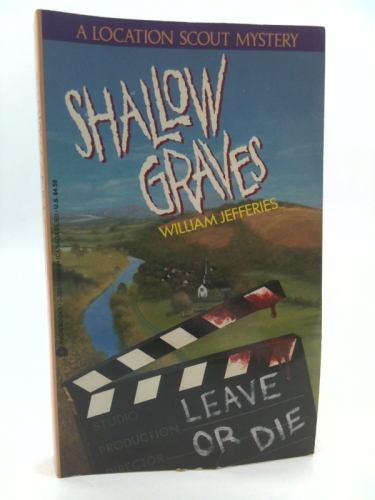 A LOCATION SCOUT MYSTERY
SHALLOW
GRAVES
WILLIAM JEFFERIES
STUDIO
PRODUCTION
DIRECTOR
LEAVE
OR DIE